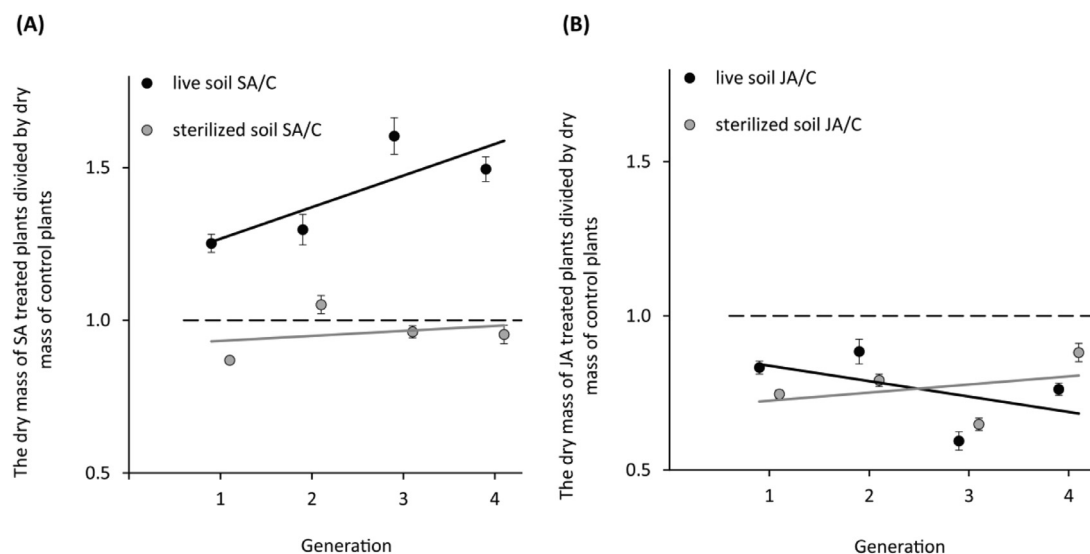 (A)
live soil SA/C
sterilized soil SA/C
The dry mass of SA treated plants divided by dry
mass of control plants
1.5
1.0
0.5
1 2 3 4
Generation
(B)
live soil JA/C
sterilized soil JA/C
The dry mass of JA treated plants divided by dry
mass of control plants
1.5
1.0
0.5
1 2 3 4
Generation